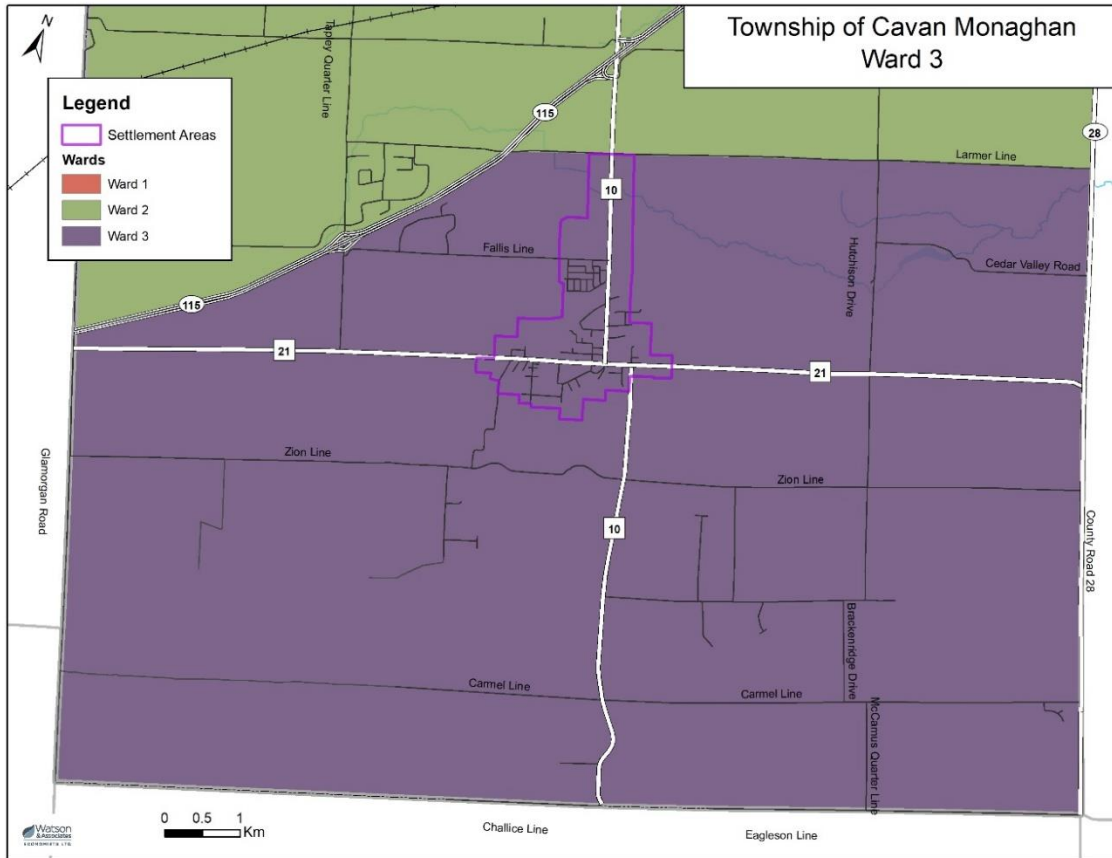 Township of Cavan Monaghan
Ward 3
N
Legend
Settlement Areas
Wards
Ward 1
Ward 2
Ward 3
Tapley Quarter Line
115
28
Larmer Line
10
Fallis Line
Hutchison Drive
Cedar Valley Road
115
21
21
Glamorgan Road
Zion Line
Zion Line
10
County Road 28
Brackenridge Drive
Carmel Line
Carmel Line
McCamus Quarter Line
Watson
& Associates
ECONOMISTS LTD.
0 0.5 1
Km
Challice Line
Eagleson Line